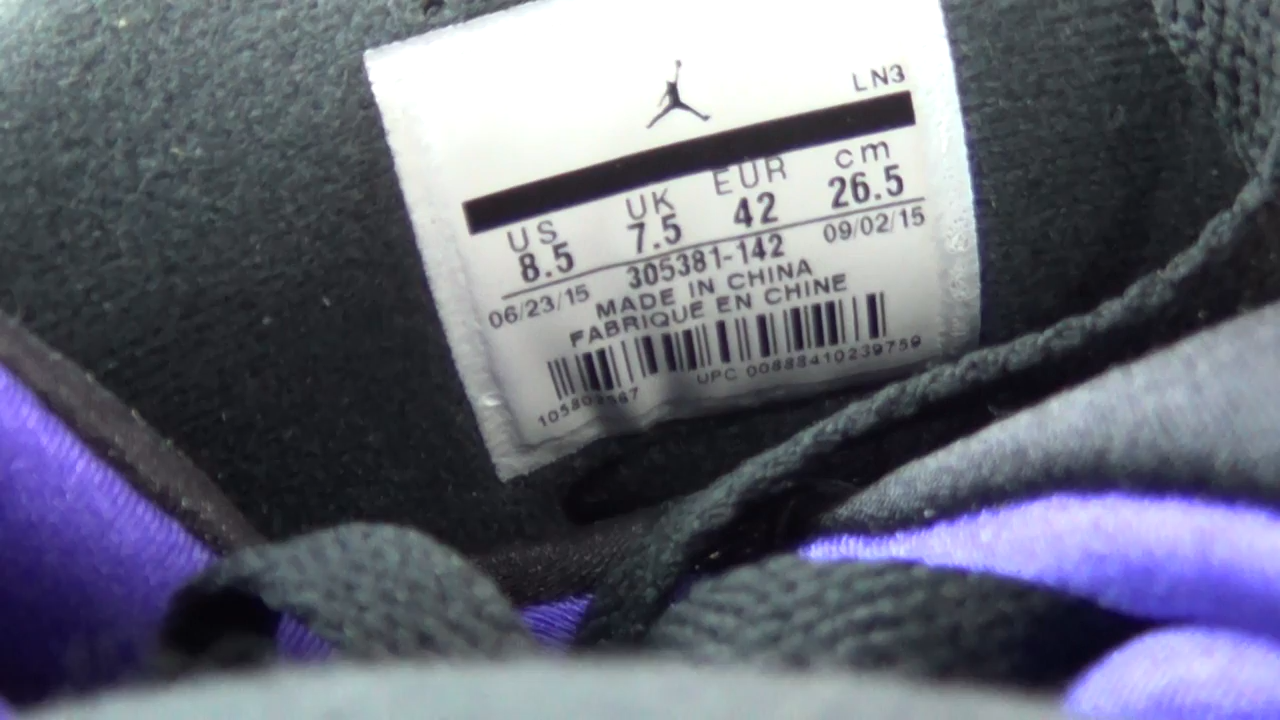 LN3
US UK EUR cm
8.5 7.5 42 26.5
06/23/15 305381-142 09/02/15
MADE IN CHINA
FABRIQUE EN CHINE
UPC 00888410239759